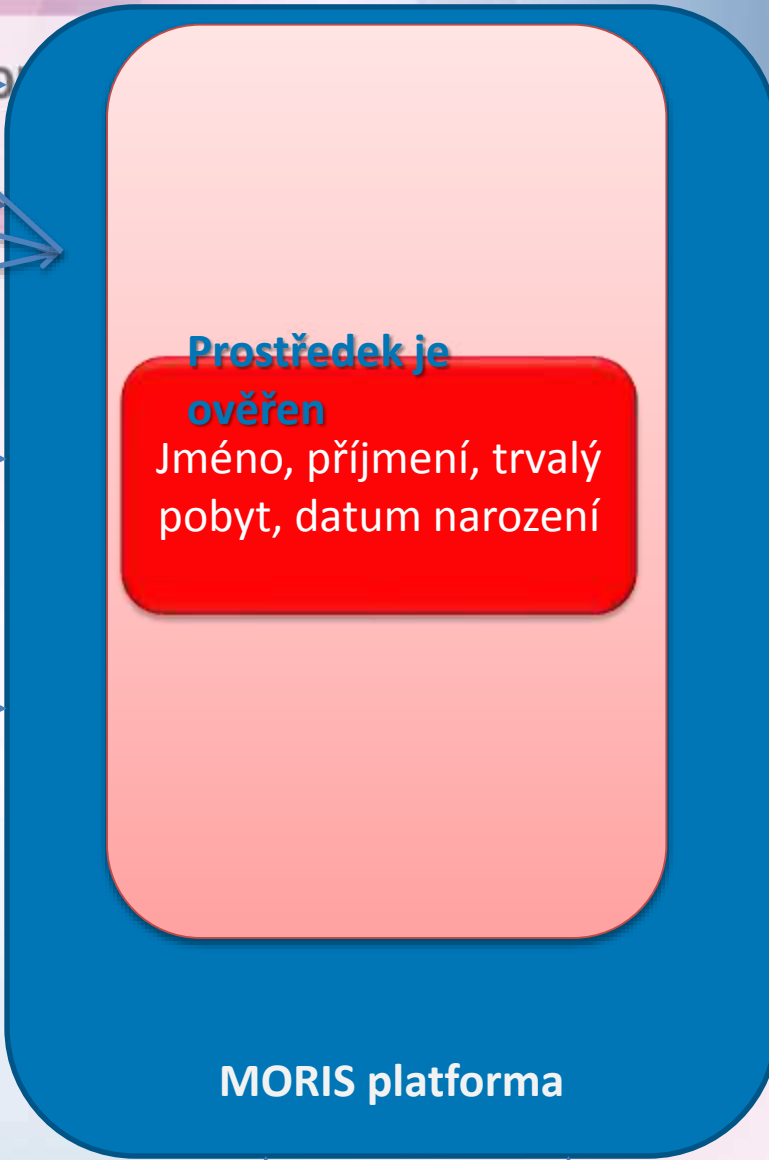 Prostředek je
ověřen
Jméno, příjmení, trvalý
pobyt, datum narození
MORIS platforma